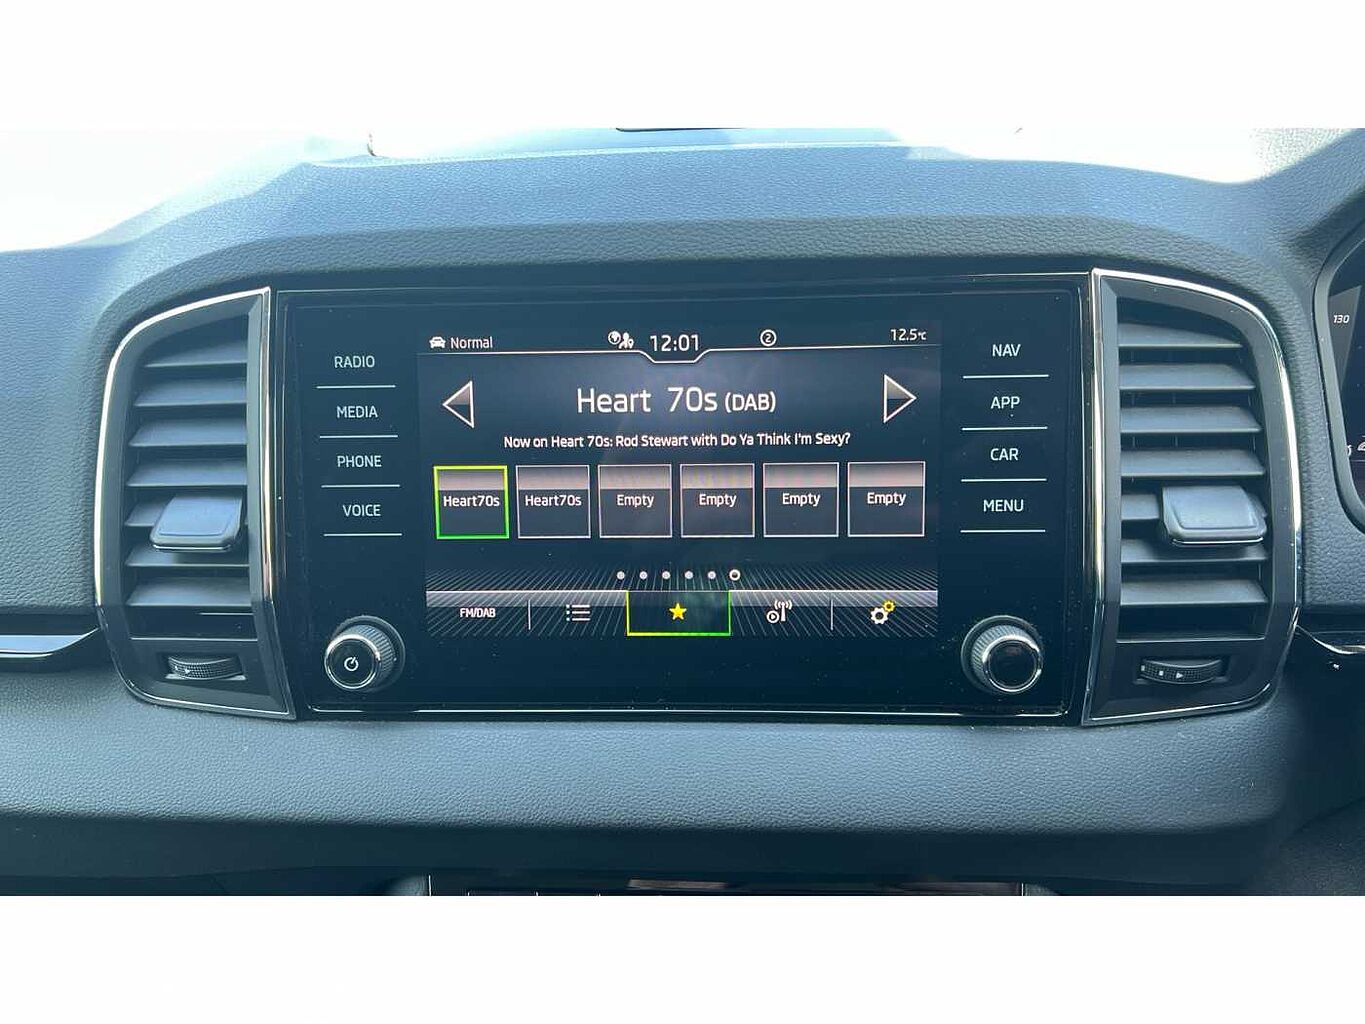 Normal
12:01
2
12.5°C
RADIO
MEDIA
PHONE
VOICE
Heart 70s (DAB)
Now on Heart 70s: Rod Stewart with Do Ya Think I'm Sexy?
Heart70s
Heart70s
Empty
Empty
Empty
Empty
FM/DAB
NAV
APP
CAR
MENU
130